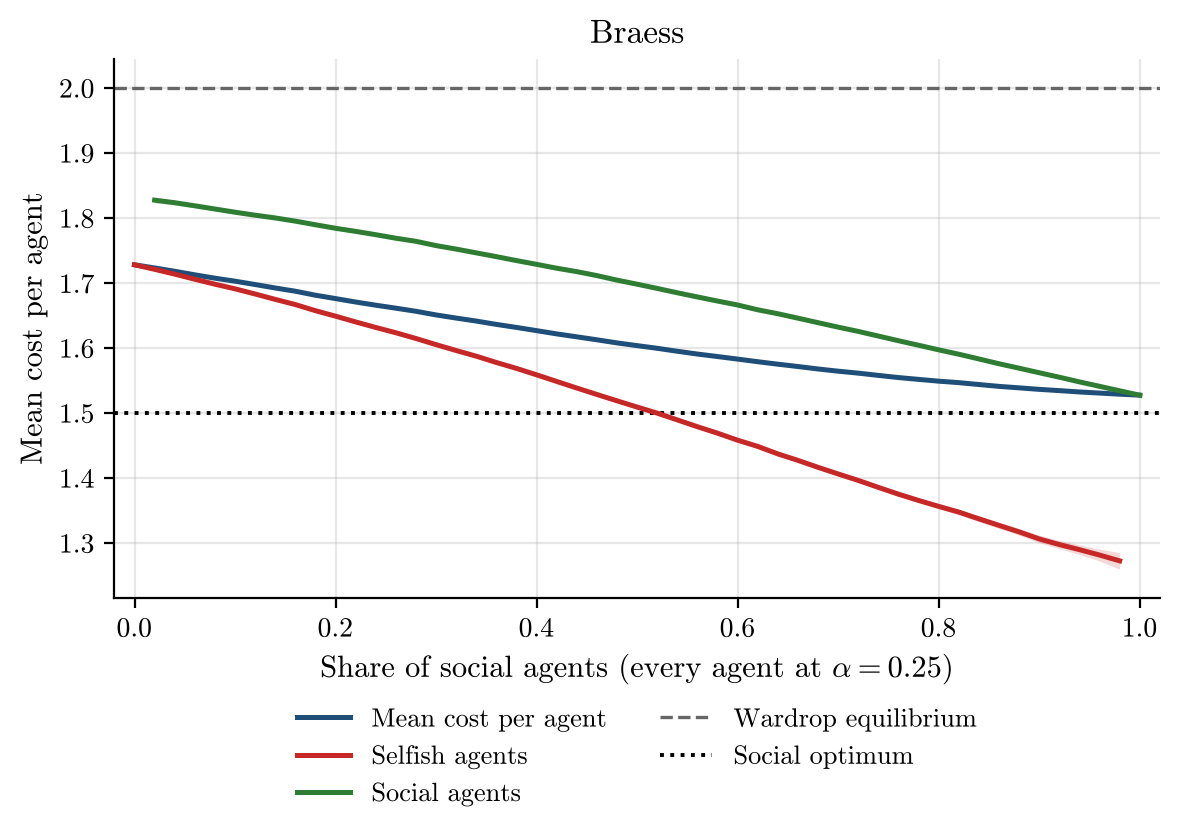 Braess
2.0
1.9
1.8
1.7
1.6
1.5
1.4
1.3
Mean cost per agent
0.0 0.2 0.4 0.6 0.8 1.0
Share of social agents (every agent at α = 0.25)
Mean cost per agent
Selfish agents
Social agents
Wardrop equilibrium
Social optimum